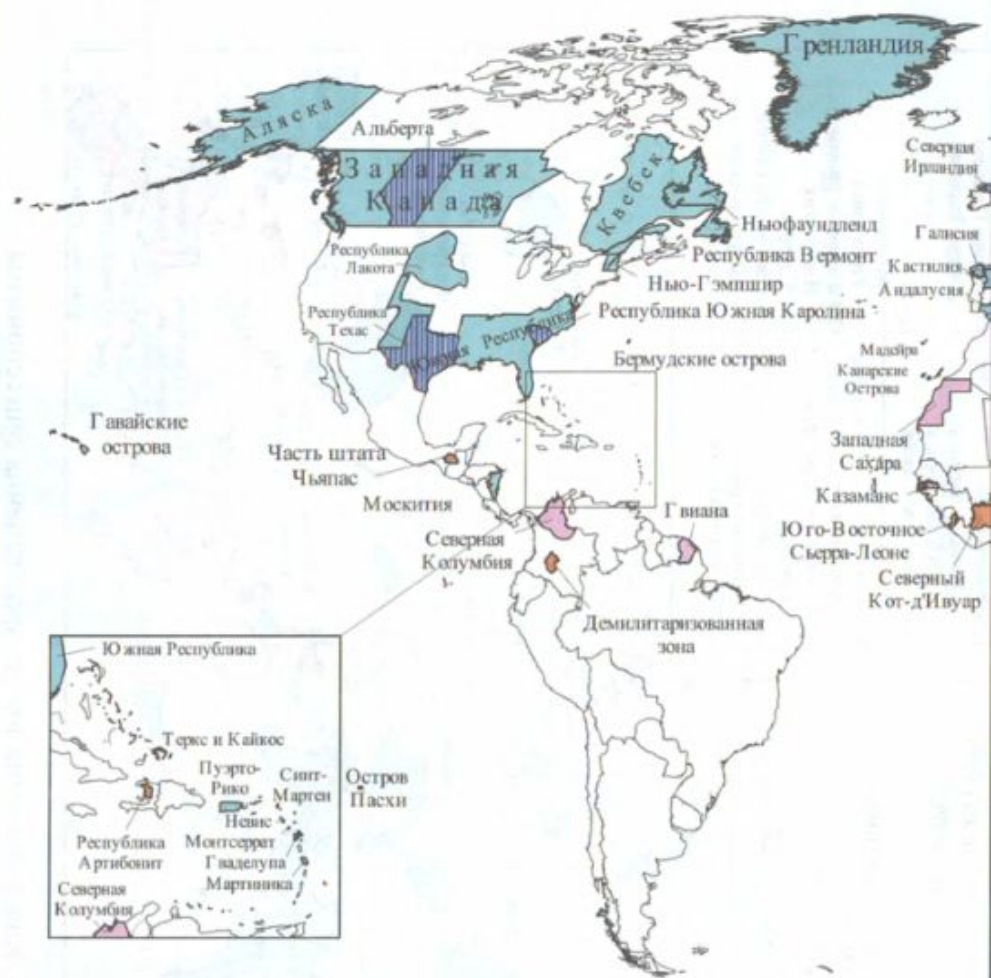 Гренландия
Аляска
Альберта
Западная
Канада
Квебек
Северная
Ирландия
Ньюфаундленд
Галисия
Республика
Лакота
Республика Вермонт
Нью-Гэмпшир
Кастилия
Андалусия
Республика
Техас
Южная Республика
Республика Южная Каролина
Бермудские острова
Мадейра
Канарские
Острова
Гавайские
острова
Часть штата
Чьяпас
Москития
Западная
Сахара
Казаманс
Северная
Колумбия
Гвиана
Юго-Восточное
Сьерра-Леоне
Северный
Кот-д'Ивуар
Демилитаризованная
зона
Южная Республика
Теркс и Кайкос
Пуэрто-
Рико
Синт-
Мартен
Остров
Пасхи
Невис
Монтсеррат
Гваделупа
Мартиника
Республика
Артибонит
Северная
Колумбия